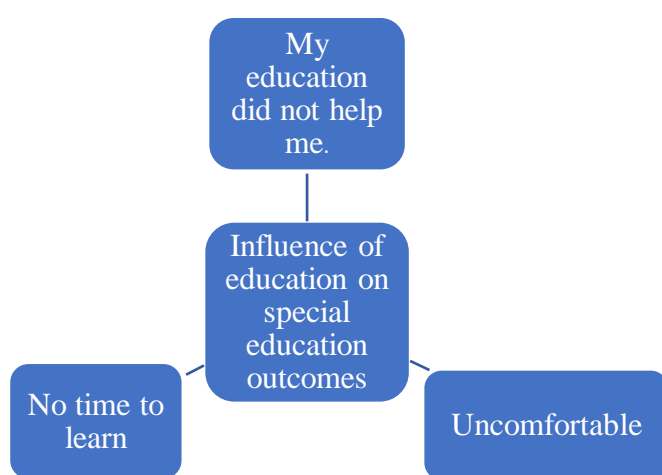 My
education
did not help
me.
Influence of
education on
special
education
outcomes
No time to
learn
Uncomfortable